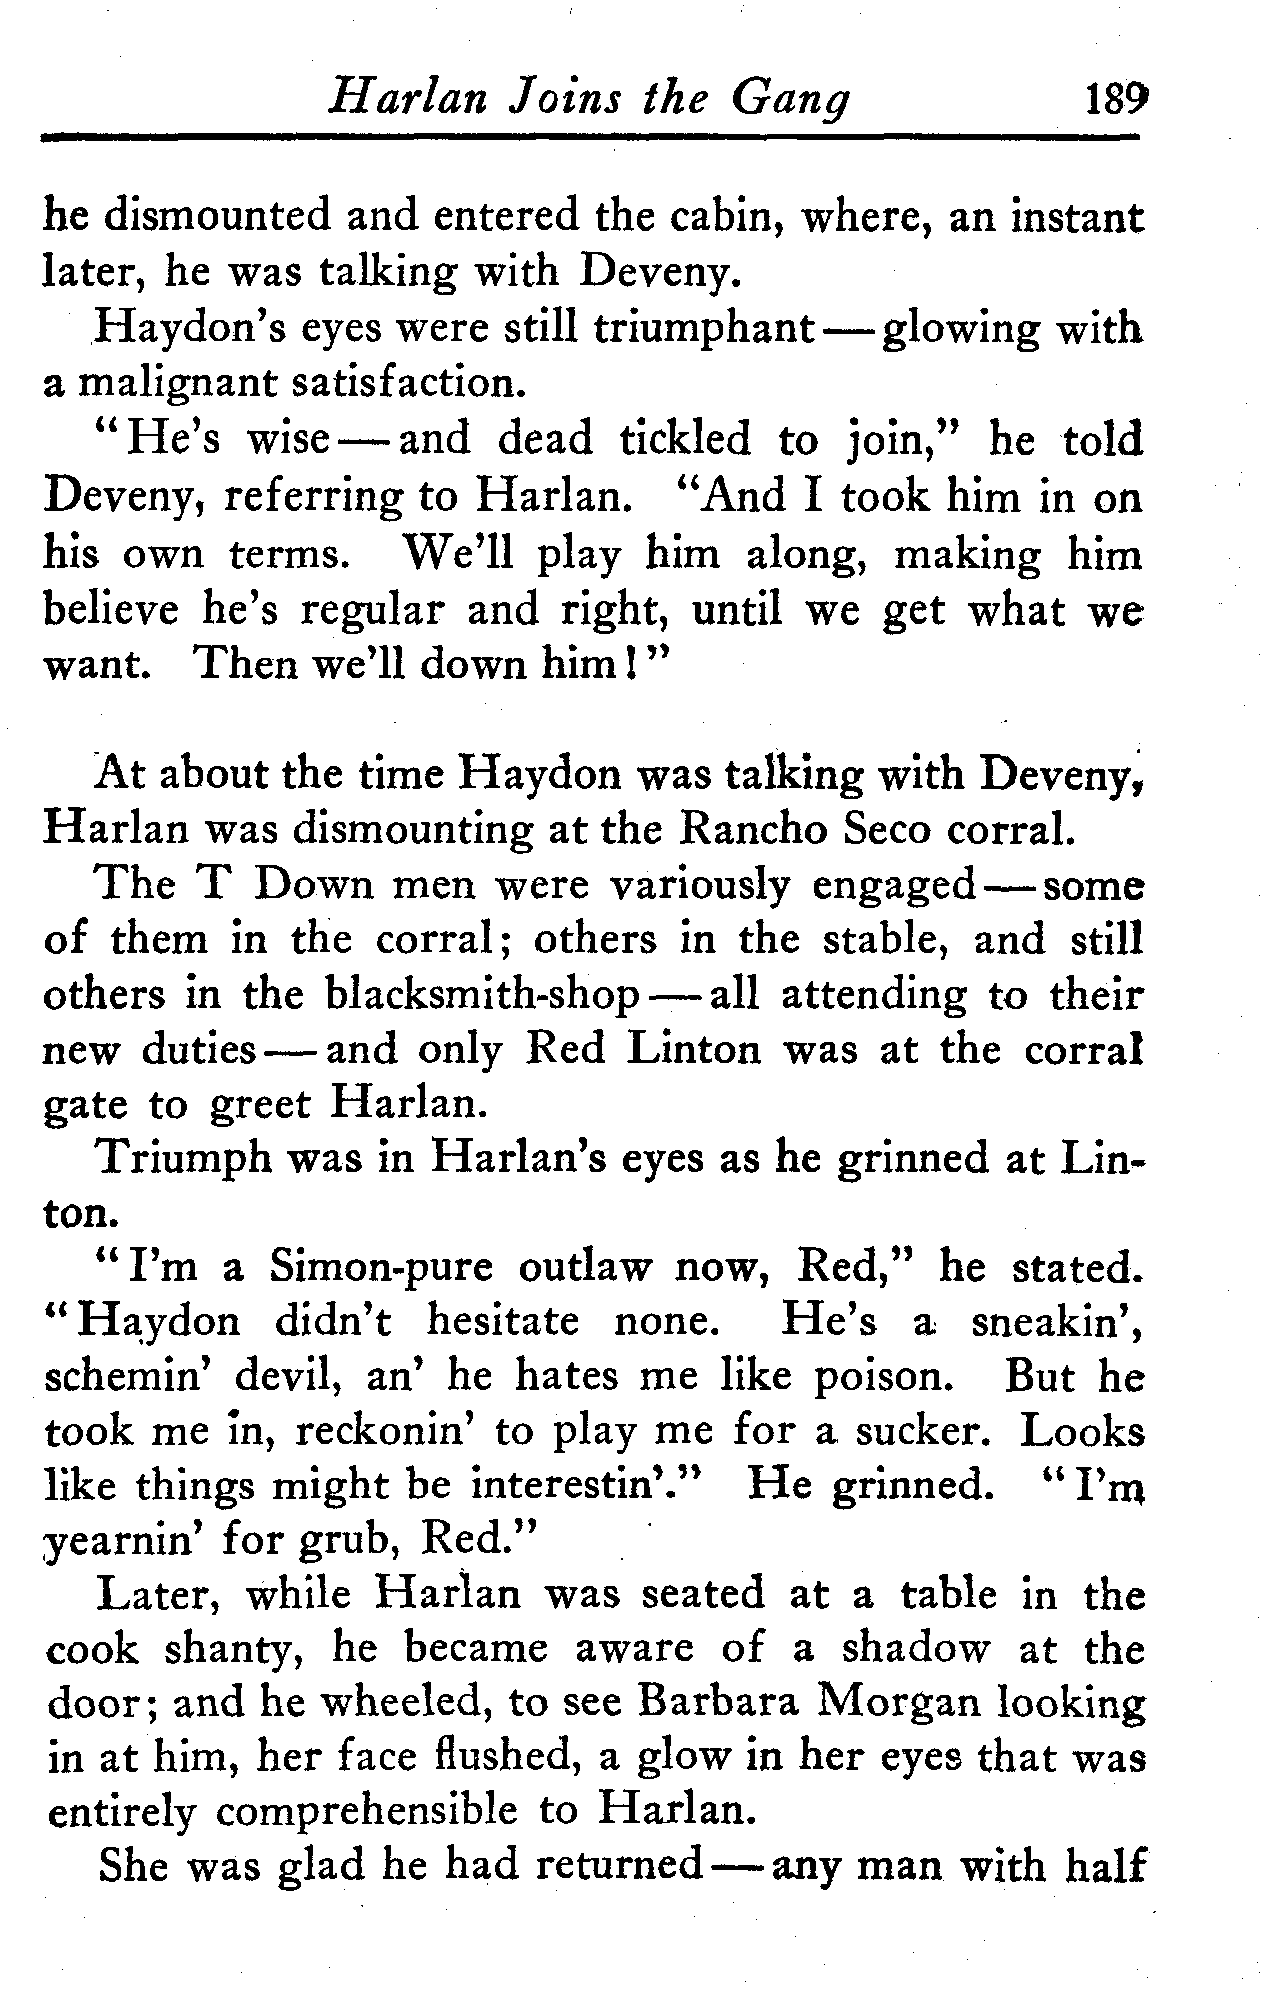 Harlan Joins the Gang 189
he dismounted and entered the cabin, where, an instant
later, he was talking with Deveny.
Haydon's eyes were still triumphant—glowing with
a malignant satisfaction.
"He's wise—and dead tickled to join," he told
Deveny, referring to Harlan. "And I took him in on
his own terms. We'll play him along, making him
believe he's regular and right, until we get what we
want. Then we'll down him!"
At about the time Haydon was talking with Deveny,
Harlan was dismounting at the Rancho Seco corral.
The T Down men were variously engaged—some
of them in the corral; others in the stable, and still
others in the blacksmith-shop—all attending to their
new duties—and only Red Linton was at the corral
gate to greet Harlan.
Triumph was in Harlan's eyes as he grinned at Lin-
ton.
"I'm a Simon-pure outlaw now, Red," he stated.
"Haydon didn't hesitate none. He's a sneakin',
schemin' devil, an' he hates me like poison. But he
took me in, reckonin' to play me for a sucker. Looks
like things might be interestin'." He grinned. "I'm
yearnin' for grub, Red."
Later, while Harlan was seated at a table in the
cook shanty, he became aware of a shadow at the
door; and he wheeled, to see Barbara Morgan looking
in at him, her face flushed, a glow in her eyes that was
entirely comprehensible to Harlan.
She was glad he had returned—any man with half